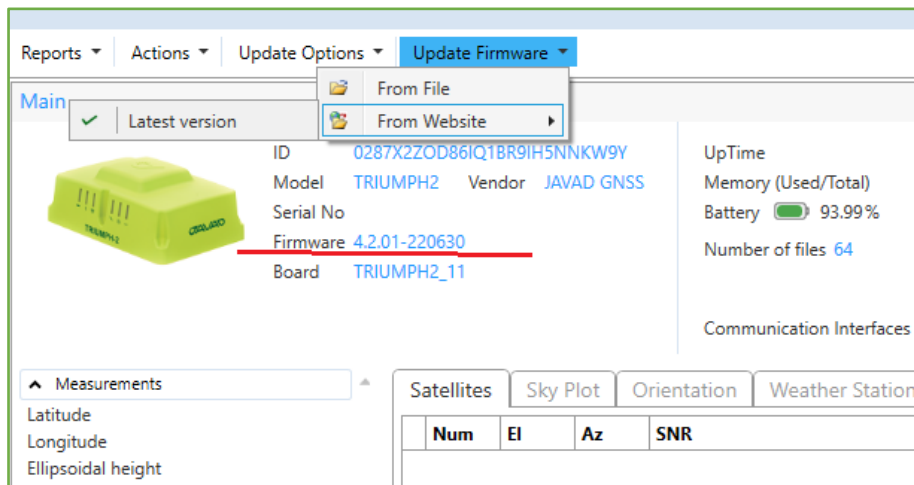 Reports Actions Update Options Update Firmware
From File
Main
Latest version From Website
ID 0287X2ZOD86IQ1BR9IH5NNKW9Y UpTime
Model TRIUMPH2 Vendor JAVAD GNSS Memory (Used/Total)
Serial No Battery 93.99%
TRIUMPH-2
Firmware 4.2.01-220630 Number of files 64
Board TRIUMPH2_11
Communication Interfaces
Measurements Satellites Sky Plot Orientation Weather Station
Latitude
Num El Az SNR
Longitude
Ellipsoidal height